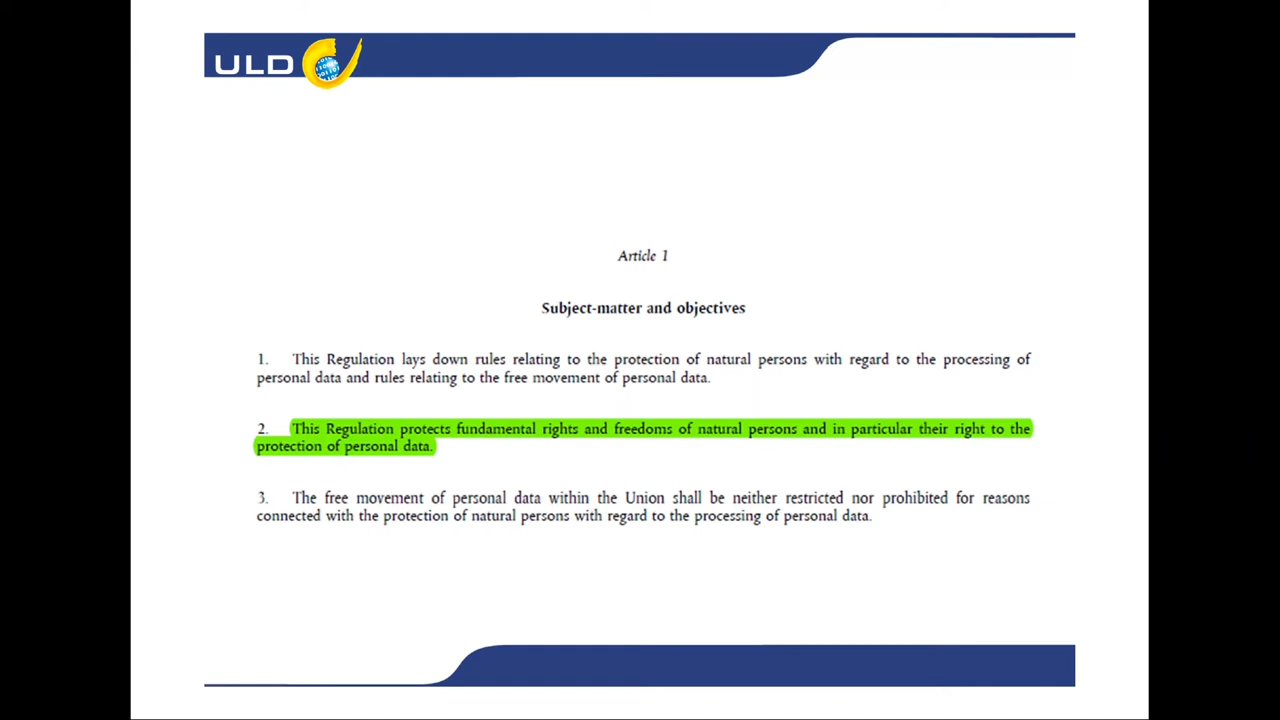 ULD
Article 1
Subject-matter and objectives
1. This Regulation lays down rules relating to the protection of natural persons with regard to the processing of
personal data and rules relating to the free movement of personal data.
2. This Regulation protects fundamental rights and freedoms of natural persons and in particular their right to the
protection of personal data.
3. The free movement of personal data within the Union shall be neither restricted nor prohibited for reasons
connected with the protection of natural persons with regard to the processing of personal data.